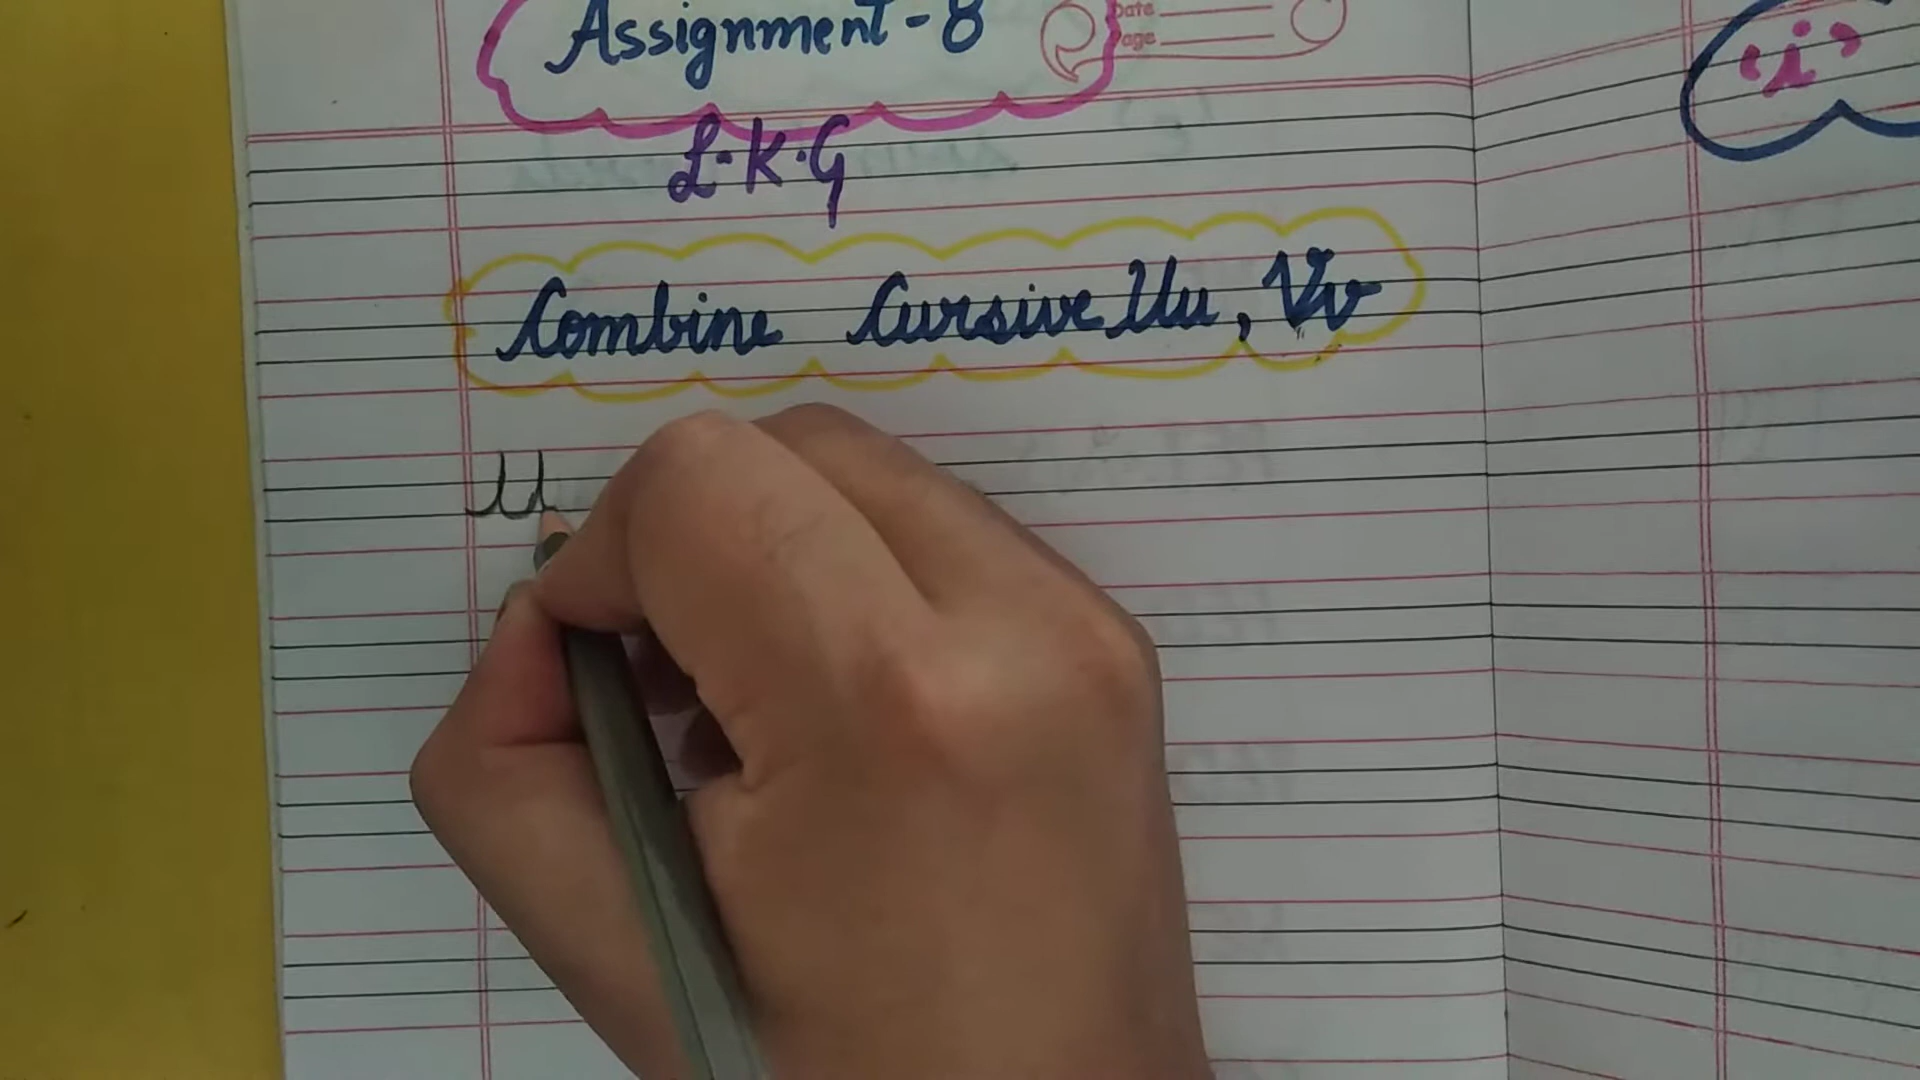 Assignment - 8
Date
Page
L.K.G
Combine Cursive Uu, Vv
U
"i"